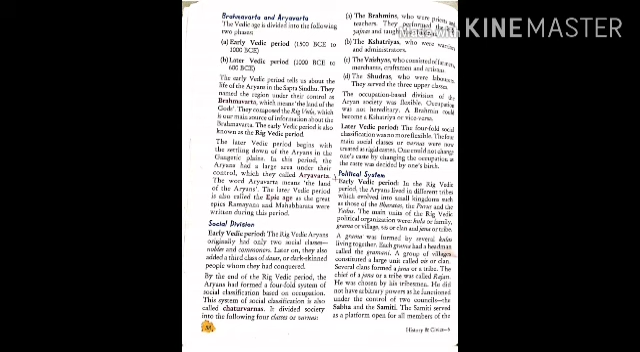 Brahmavarta and Aryavarta
The Vedic age is divided into the following
two phases:
(a) Early Vedic period (1500 BCE to
1000 BCE)
(b) Later Vedic period (1000 BCE to
600 BCE)
The early Vedic period tells us about the
life of the Aryans in the Sapta Sindhu. They
named the region under their control as
Brahmavarta, which means 'the land of the
Gods'. They composed the Rig Veda, which
is our main source of information about the
Brahmavarta. The early Vedic period is also
known as the Rig Vedic period.
The later Vedic period begins with
the settling down of the Aryans in the
Gangetic plains. In this period, the
Aryans had a large area under their
control, which they called Aryavarta.
The word Aryavarta means 'the land
of the Aryans'. The later Vedic period
is also called the Epic age as the great
epics Ramayana and Mahabharata were
written during this period.
Social Division
Early Vedic period: The Rig Vedic Aryans
originally had only two social classes—
nobles and commoners. Later on, they also
added a third class of dasas, or dark-skinned
people whom they had conquered.
By the end of the Rig Vedic period, the
Aryans had formed a four-fold system of
social classification based on occupation.
This system of social classification is also
called chaturvarnas. It divided society
into the following four classes or varnas:
(a) The Brahmins, who were priests and
teachers. They performed the
yajnas and taught
(b) The Kshatriyas, who were warriors
and administrators.
(c) The Vaishyas, who consisted of farmers,
merchants, craftsmen and artisans.
(d) The Shudras, who were labourers.
They served the three upper classes.
The occupation-based division of the
Aryan society was flexible. Occupation
was not hereditary. A Brahmin could
become a Kshatriya or vice-versa.
Later Vedic period: The four-fold social
classification was no more flexible. The four
main social classes or varnas were now
treated as rigid castes. One could not change
one's caste by changing the occupation as
the caste was decided by one's birth.
Political System
Early Vedic period: In the Rig Vedic
period, the Aryans lived in different tribes
which evolved into small kingdoms such
as those of the Bharatas, the Purus and the
Yadus. The main units of the Rig Vedic
political organization were: kula or family,
grama or village, vis or clan and jana or tribe.
A grama was formed by several kulas
living together. Each grama had a headman
called the gramani. A group of villages
constituted a large unit called vis or clan.
Several clans formed a jana or a tribe. The
chief of a jana or a tribe was called Rajan.
He was chosen by his tribesmen. He did
not have arbitrary powers as he functioned
under the control of two councils—the
Sabha and the Samiti. The Samiti served
as a platform open for all members of the
History & Civics—6
Made with
KINEMASTER